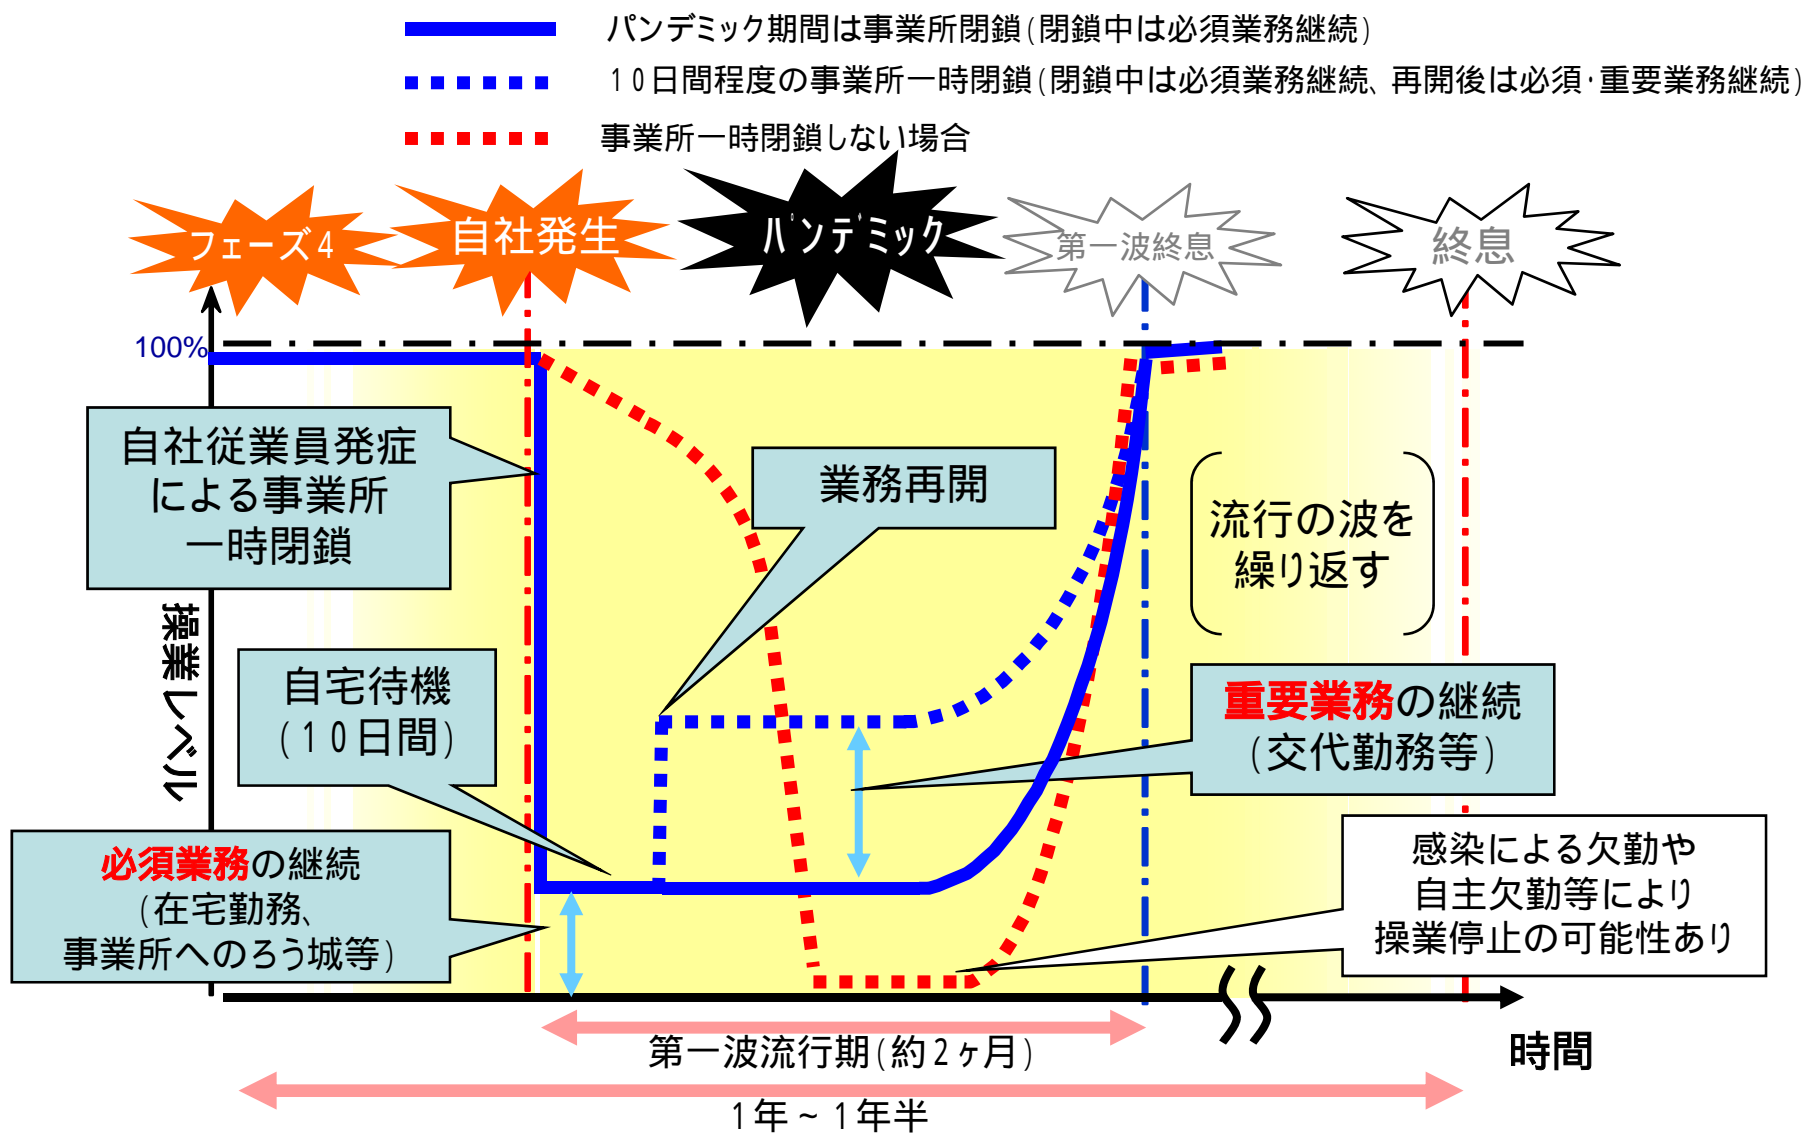 パンデミック期間は事業所閉鎖(閉鎖中は必須業務継続)
10日間程度の事業所一時閉鎖(閉鎖中は必須業務継続、再開後は必須・重要業務継続)
事業所一時閉鎖しない場合
フェーズ4
自社発生
パンデミック
第一波終息
終息
100%
自社従業員発症
による事業所
一時閉鎖
業務再開
流行の波を
繰り返す
操業レベル
自宅待機
(10日間)
重要業務の継続
(交代勤務等)
必須業務の継続
(在宅勤務、
事業所へのろう城等)
感染による欠勤や
自主欠勤等により
操業停止の可能性あり
第一波流行期(約2ヶ月)
時間
1年~1年半